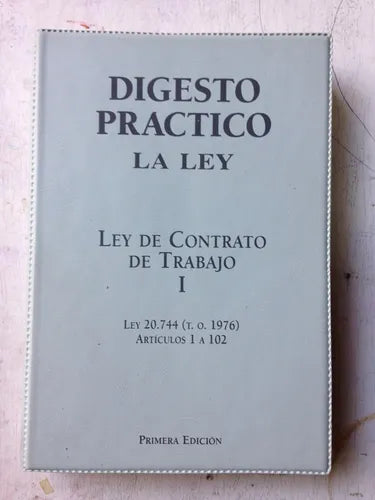 DIGESTO
PRACTICO
LA LEY
LEY DE CONTRATO
DE TRABAJO
I
LEY 20.744 (T. O. 1976)
ARTÍCULOS 1 A 102
PRIMERA EDICIÓN